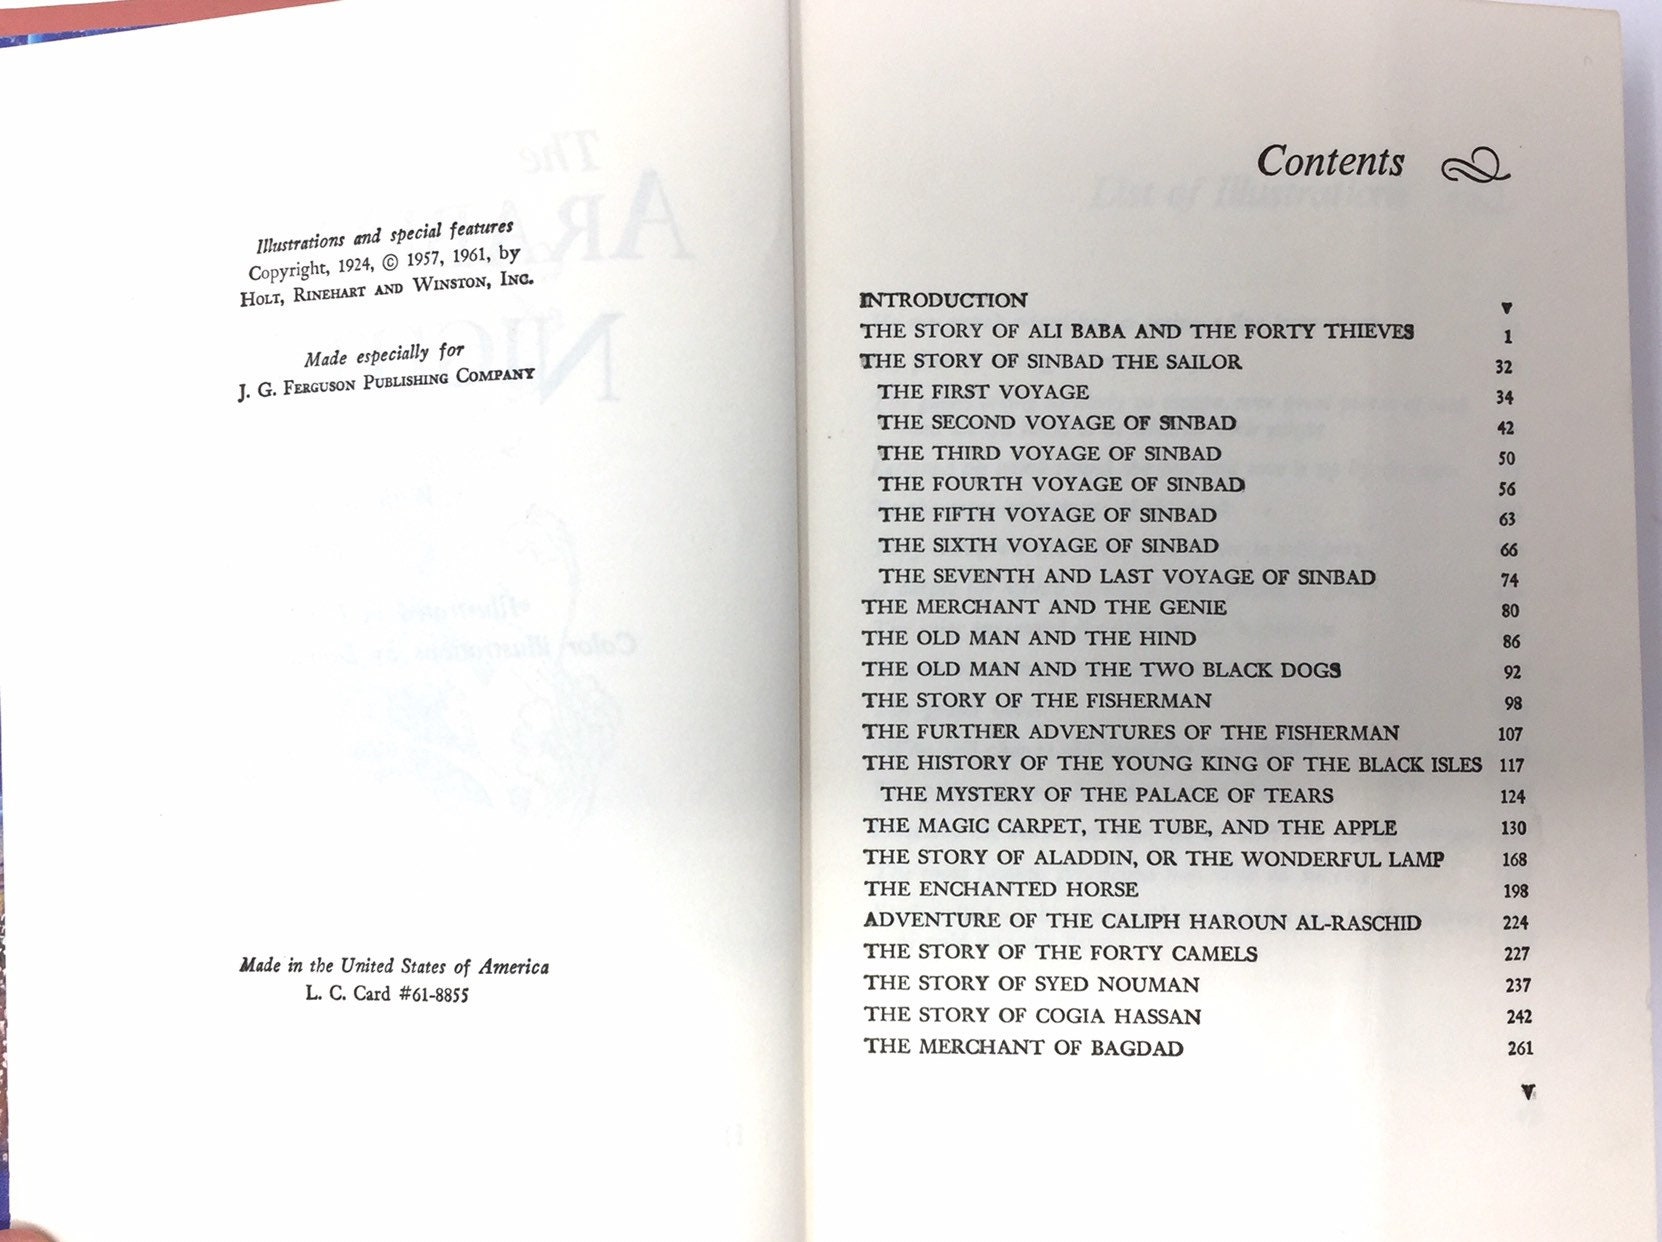 Illustrations and special features
Copyright, 1924, © 1957, 1961, by
HOLT, RINEHART AND WINSTON, INC.
Made especially for
J. G. FERGUSON PUBLISHING COMPANY
Made in the United States of America
L. C. Card #61-8855
Contents
INTRODUCTION v
THE STORY OF ALI BABA AND THE FORTY THIEVES 1
THE STORY OF SINBAD THE SAILOR 32
THE FIRST VOYAGE 34
THE SECOND VOYAGE OF SINBAD 42
THE THIRD VOYAGE OF SINBAD 50
THE FOURTH VOYAGE OF SINBAD 56
THE FIFTH VOYAGE OF SINBAD 63
THE SIXTH VOYAGE OF SINBAD 66
THE SEVENTH AND LAST VOYAGE OF SINBAD 74
THE MERCHANT AND THE GENIE 80
THE OLD MAN AND THE HIND 86
THE OLD MAN AND THE TWO BLACK DOGS 92
THE STORY OF THE FISHERMAN 98
THE FURTHER ADVENTURES OF THE FISHERMAN 107
THE HISTORY OF THE YOUNG KING OF THE BLACK ISLES 117
THE MYSTERY OF THE PALACE OF TEARS 124
THE MAGIC CARPET, THE TUBE, AND THE APPLE 130
THE STORY OF ALADDIN, OR THE WONDERFUL LAMP 168
THE ENCHANTED HORSE 198
ADVENTURE OF THE CALIPH HAROUN AL-RASCHID 224
THE STORY OF THE FORTY CAMELS 227
THE STORY OF SYED NOUMAN 237
THE STORY OF COGIA HASSAN 242
THE MERCHANT OF BAGDAD 261
v